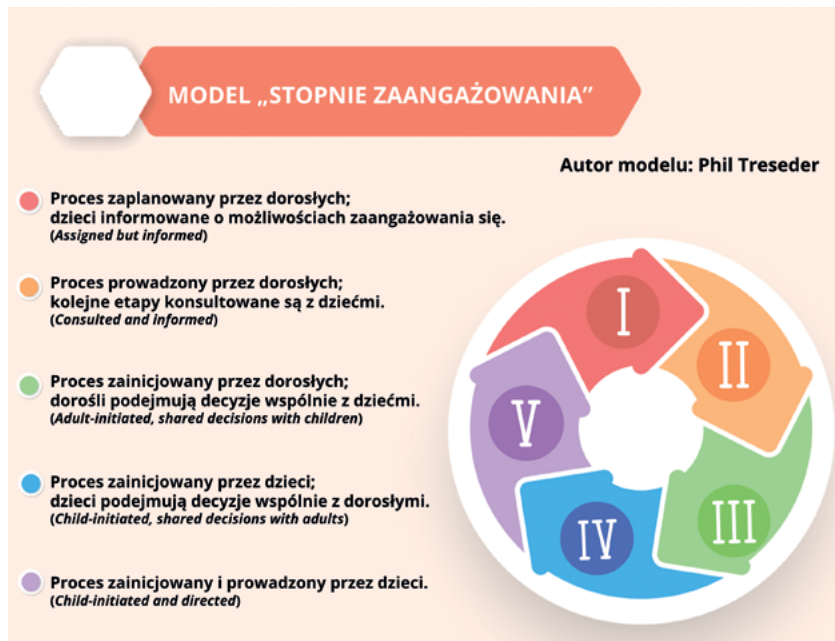 MODEL „STOPNIE ZAANGAŻOWANIA”
Autor modelu: Phil Treseder
Proces zaplanowany przez dorosłych;
dzieci informowane o możliwościach zaangażowania się.
(Assigned but informed)
Proces prowadzony przez dorosłych;
kolejne etapy konsultowane są z dziećmi.
(Consulted and informed)
Proces zainicjowany przez dorosłych;
dorośli podejmują decyzje wspólnie z dziećmi.
(Adult-initiated, shared decisions with children)
Proces zainicjowany przez dzieci;
dzieci podejmują decyzje wspólnie z dorosłymi.
(Child-initiated, shared decisions with adults)
Proces zainicjowany i prowadzony przez dzieci.
(Child-initiated and directed)
I
II
III
IV
V